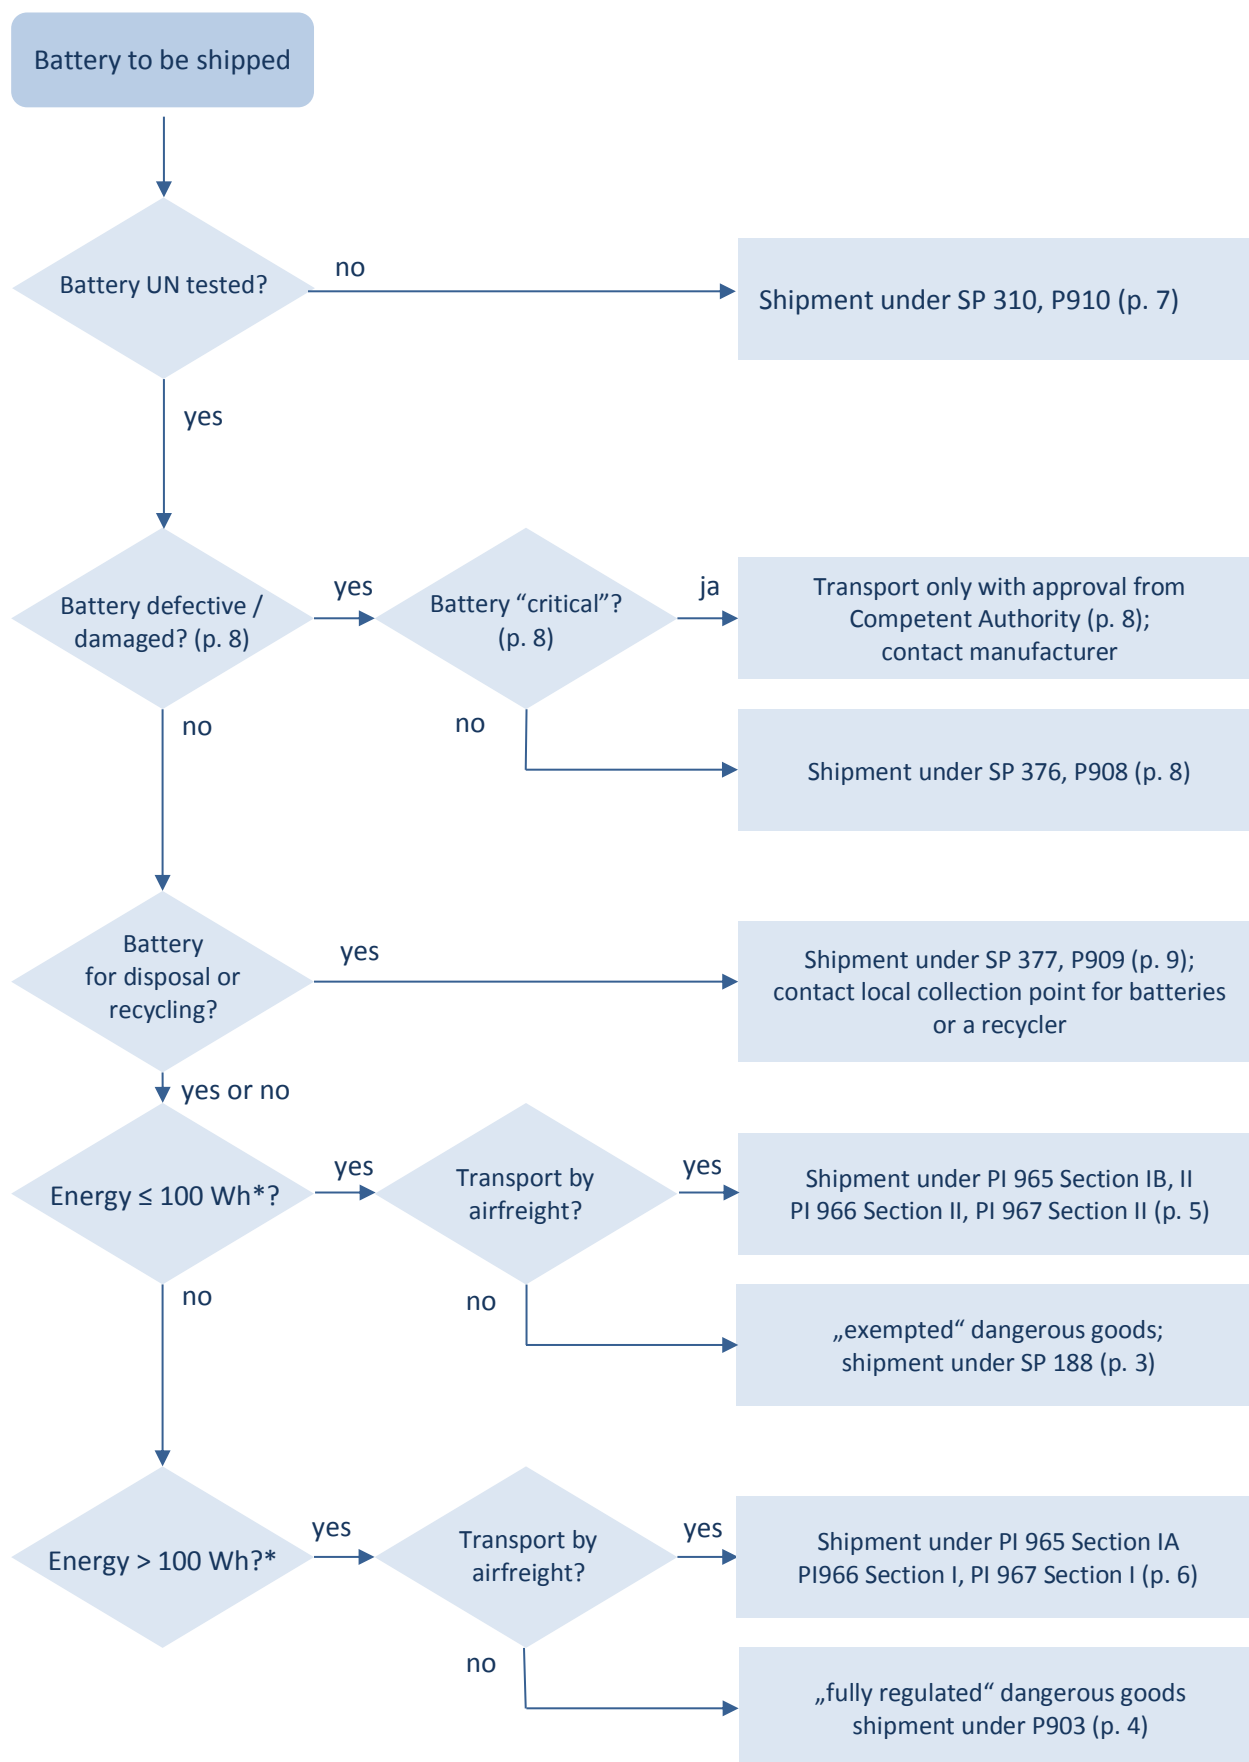 Battery to be shipped
Battery UN tested?
no
Shipment under SP 310, P910 (p. 7)
yes
Battery defective /
damaged? (p. 8)
yes
Battery “critical”?
(p. 8)
ja
Transport only with approval from
Competent Authority (p. 8);
contact manufacturer
no
no
Shipment under SP 376, P908 (p. 8)
Battery
for disposal or
recycling?
yes
Shipment under SP 377, P909 (p. 9);
contact local collection point for batteries
or a recycler
yes or no
Energy ≤ 100 Wh*?
yes
Transport by
airfreight?
yes
Shipment under PI 965 Section IB, II
PI 966 Section II, PI 967 Section II (p. 5)
no
no
„exempted“ dangerous goods;
shipment under SP 188 (p. 3)
Energy > 100 Wh?*
yes
Transport by
airfreight?
yes
Shipment under PI 965 Section IA
PI966 Section I, PI 967 Section I (p. 6)
no
„fully regulated“ dangerous goods
shipment under P903 (p. 4)